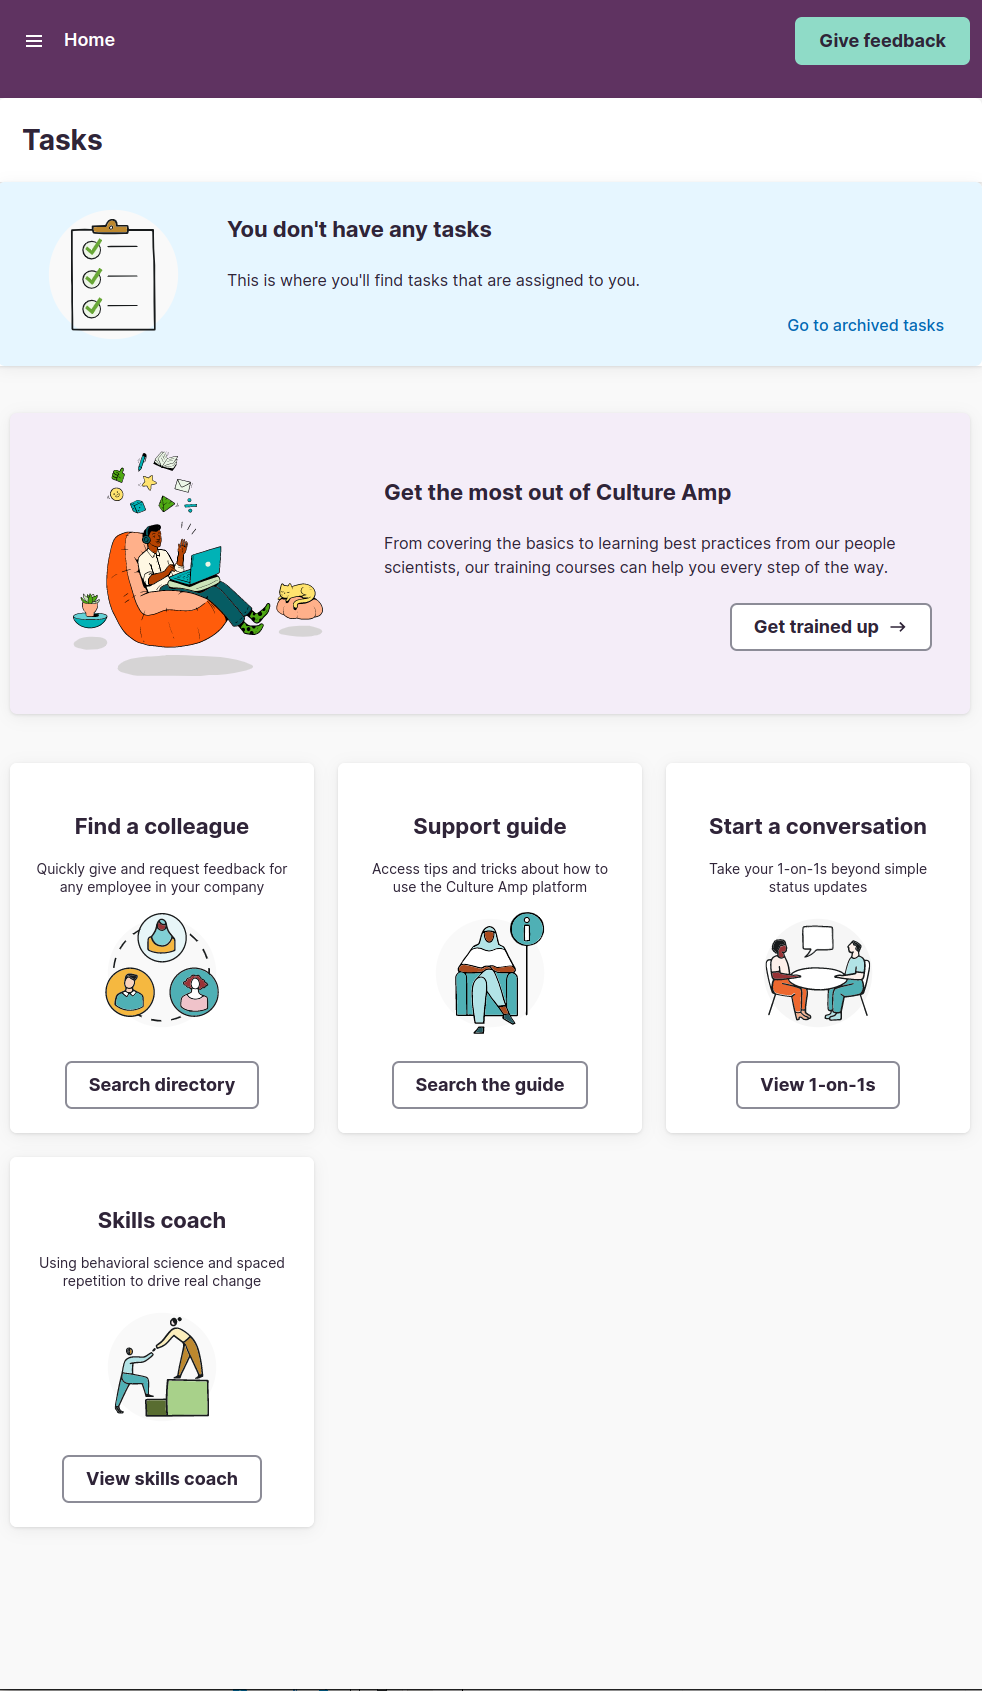 Home
Give feedback
Tasks
You don't have any tasks
This is where you'll find tasks that are assigned to you.
Go to archived tasks
Get the most out of Culture Amp
From covering the basics to learning best practices from our people
scientists, our training courses can help you every step of the way.
Get trained up →
Find a colleague
Quickly give and request feedback for
any employee in your company
Search directory
Support guide
Access tips and tricks about how to
use the Culture Amp platform
Search the guide
Start a conversation
Take your 1-on-1s beyond simple
status updates
View 1-on-1s
Skills coach
Using behavioral science and spaced
repetition to drive real change
View skills coach